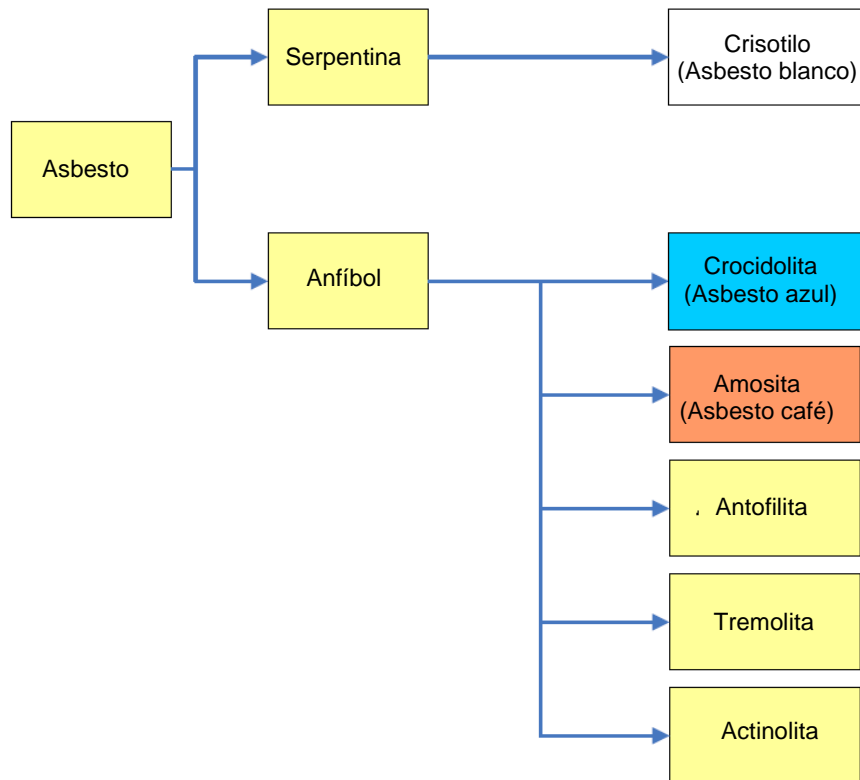 Crisotilo
(Asbesto blanco)
Serpentina
Asbesto
Anfíbol
Crocidolita
(Asbesto azul)
Amosita
(Asbesto café)
Antofilita
Tremolita
Actinolita